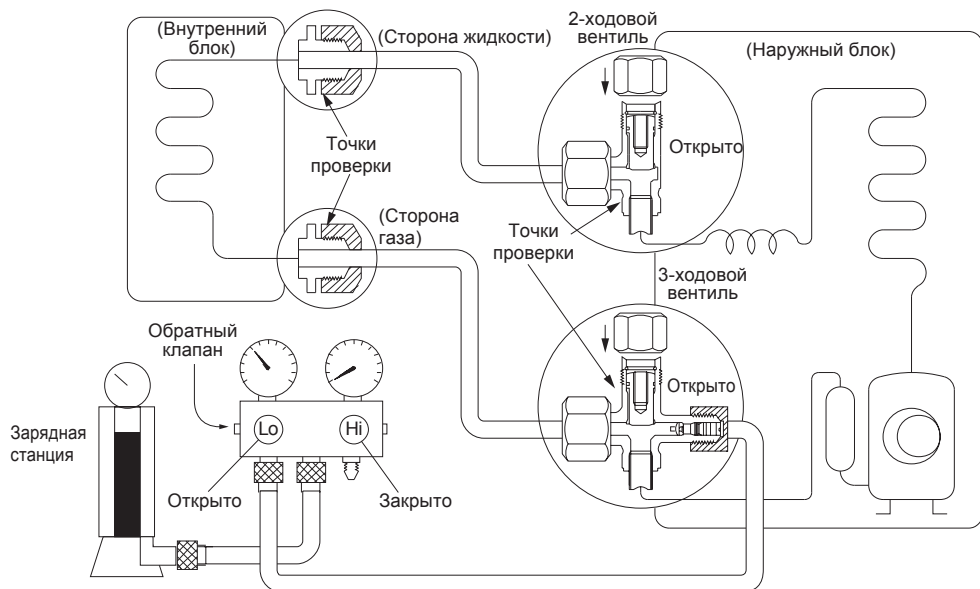 (Внутренний
блок)
(Сторона жидкости)
2-ходовой
вентиль
(Наружный блок)
Точки
проверки
Открыто
(Сторона
газа)
Точки
проверки
3-ходовой
вентиль
Обратный
клапан
Открыто
Зарядная
станция
Lo
Hi
Открыто
Закрыто